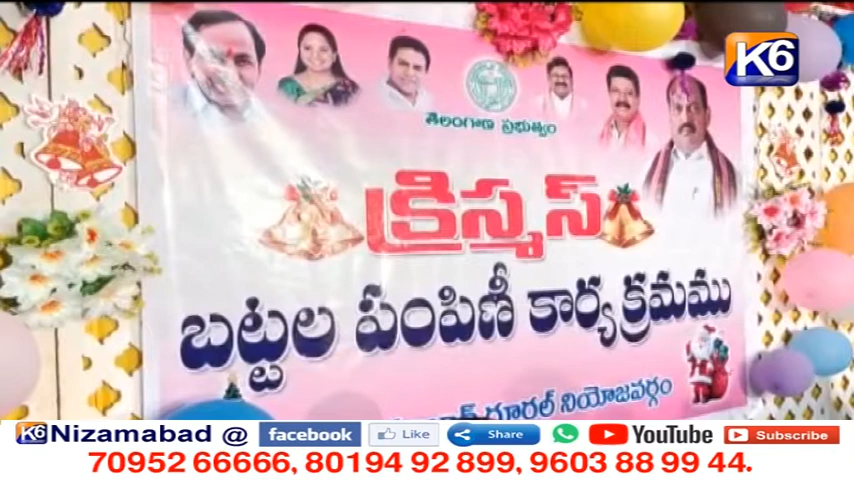 K6
తెలంగాణ ప్రభుత్వం
క్రిస్మస్
బట్టల పంపిణీ కార్యక్రమము
రూరల్ నియోజవర్గం
K6 Nizamabad @ facebook Like Share YouTube Subscribe
70952 66666, 80194 92 899, 9603 88 99 44.